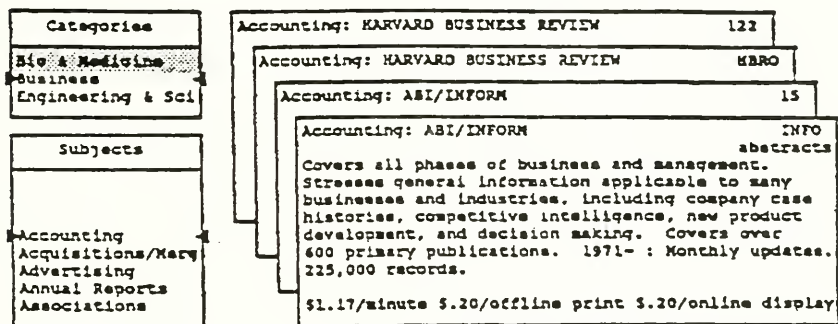 Categories
Bio & Medicine
Business
Engineering & Sci
Subjects
Accounting
Acquisitions/Merg
Advertising
Annual Reports
Associations
Accounting: HARVARD BUSINESS REVIEW 122
Accounting: HARVARD BUSINESS REVIEW HBRO
Accounting: ABI/INFORM 15
Accounting: ABI/INFORM INFO
abstracts
Covers all phases of business and management.
Stresses general information applicable to many
businesses and industries, including company case
histories, competitive intelligence, new product
development, and decision making. Covers over
600 primary publications. 1971- : Monthly updates.
225,000 records.
$1.17/minute $.20/offline print $.20/online display